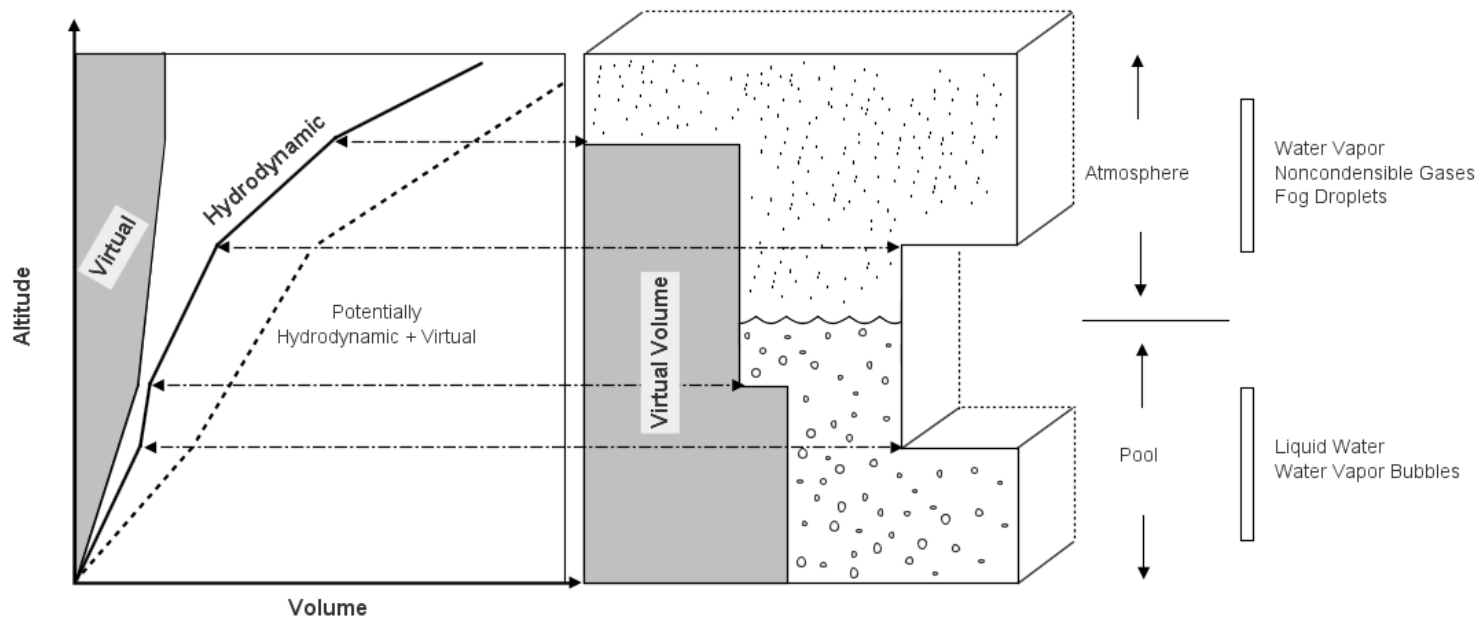 Altitude
Virtual
Hydrodynamic
Potentially
Hydrodynamic + Virtual
Volume
Virtual Volume
Atmosphere
Pool
Water Vapor
Noncondensible Gases
Fog Droplets
Liquid Water
Water Vapor Bubbles